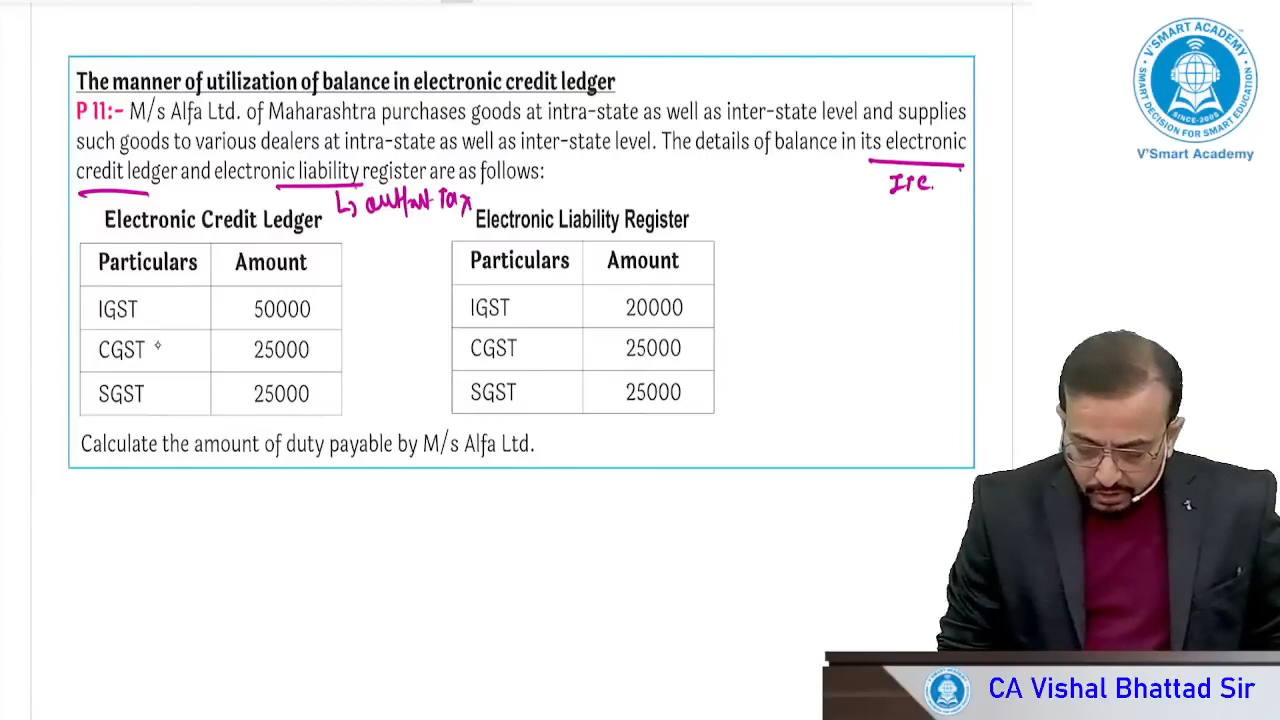 The manner of utilization of balance in electronic credit ledger
P 11:- M/s Alfa Ltd. of Maharashtra purchases goods at intra-state as well as inter-state level and supplies
such goods to various dealers at intra-state as well as inter-state level. The details of balance in its electronic
credit ledger and electronic liability register are as follows:
ITC
↳ output Tax
Electronic Credit Ledger
Particulars Amount
IGST 50000
CGST 25000
SGST 25000
Electronic Liability Register
Particulars Amount
IGST 20000
CGST 25000
SGST 25000
Calculate the amount of duty payable by M/s Alfa Ltd.
V'SMART ACADEMY
SINCE-2005
SMART DECISION FOR SMART EDUCATION
V'Smart Academy
CA Vishal Bhattad Sir